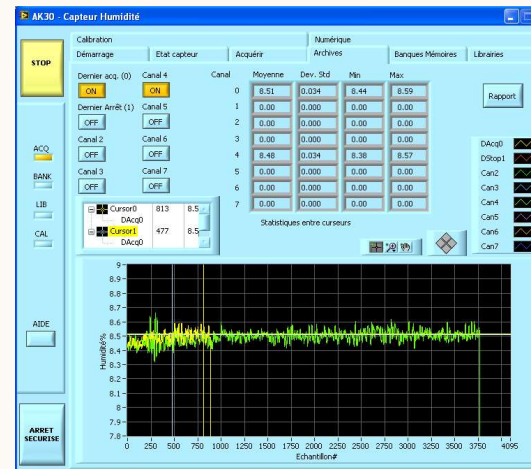 AK30 - Capteur Humidité
STOP
Calibration
Numérique
Démarrage
Etat capteur
Acquérir
Archives
Banques Mémoires
Librairies
Dernier acq. (0)
Canal 4
ON
ON
Dernier Arrêt (1)
Canal 5
OFF
OFF
Canal 2
Canal 6
OFF
OFF
Canal 3
Canal 7
OFF
OFF
Canal Moyenne Dev. Std Min Max
0 8.51 0.034 8.44 8.59
1 0.00 0.000 0.00 0.00
2 0.00 0.000 0.00 0.00
3 0.00 0.000 0.00 0.00
4 8.48 0.034 8.38 8.57
5 0.00 0.000 0.00 0.00
6 0.00 0.000 0.00 0.00
7 0.00 0.000 0.00 0.00
Statistiques entre curseurs
Rapport
ACQ
BANK
LIB
CAL
AIDE
ARRET
SECURISE
Cursor0 813 8.5
DAcq0
Cursor1 477 8.5
DAcq0
DAcq0
DStop1
Can2
Can3
Can4
Can5
Can6
Can7
Humidité%
9
8.9
8.8
8.7
8.6
8.5
8.4
8.3
8.2
8.1
8
7.9
7.8
0 250 500 750 1000 1250 1500 1750 2000 2250 2500 2750 3000 3250 3500 3750 4095
Echantillon#